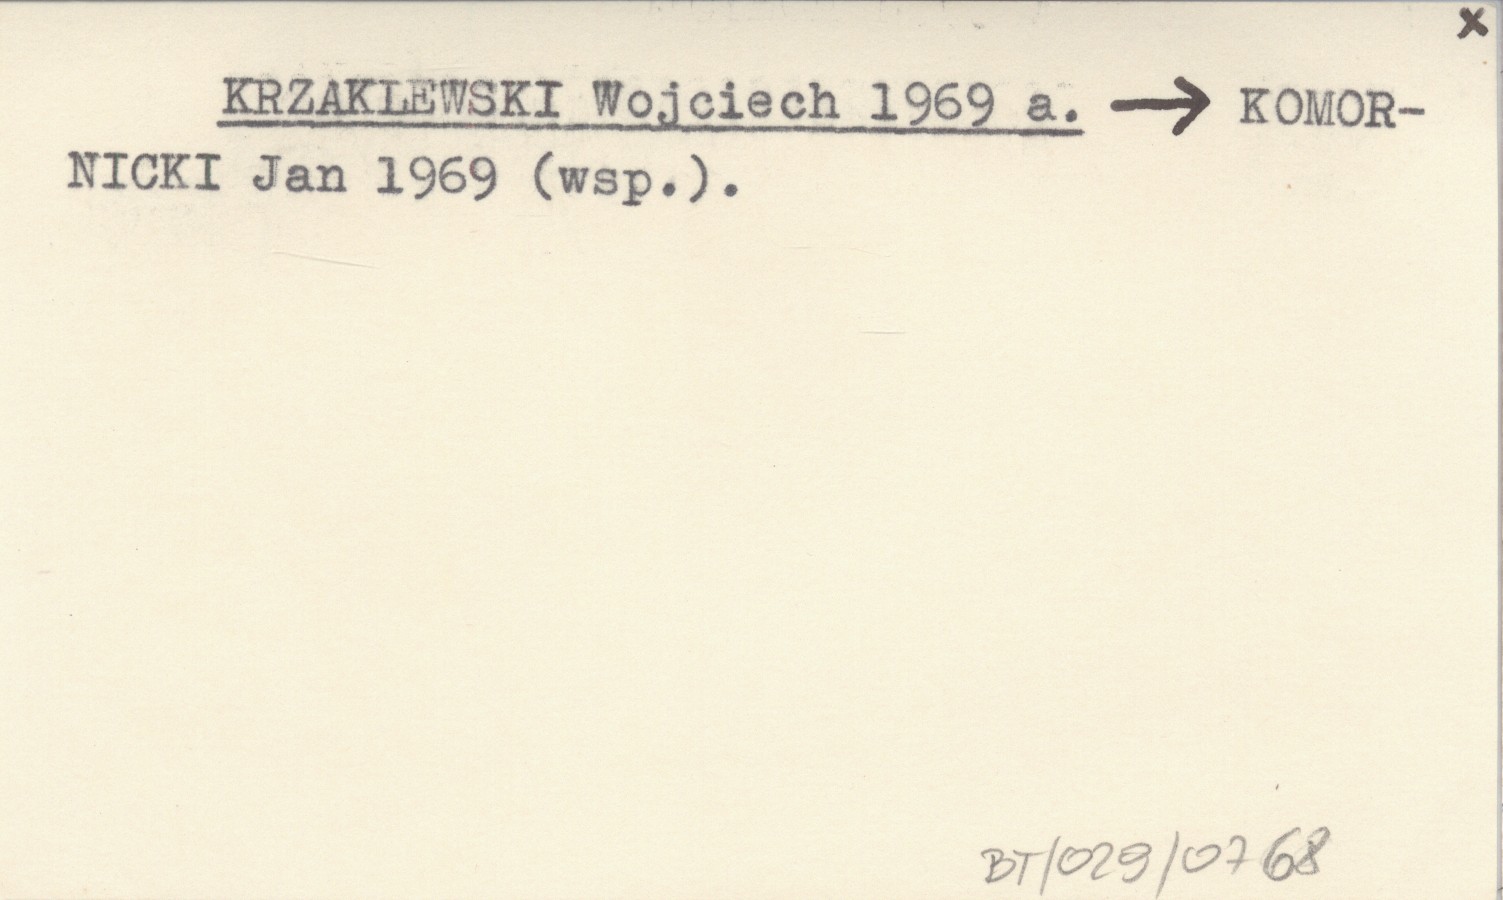 x
KRZAKLEWSKI Wojciech 1969 a. → KOMOR-
NICKI Jan 1969 (wsp.).
BT/029/0768